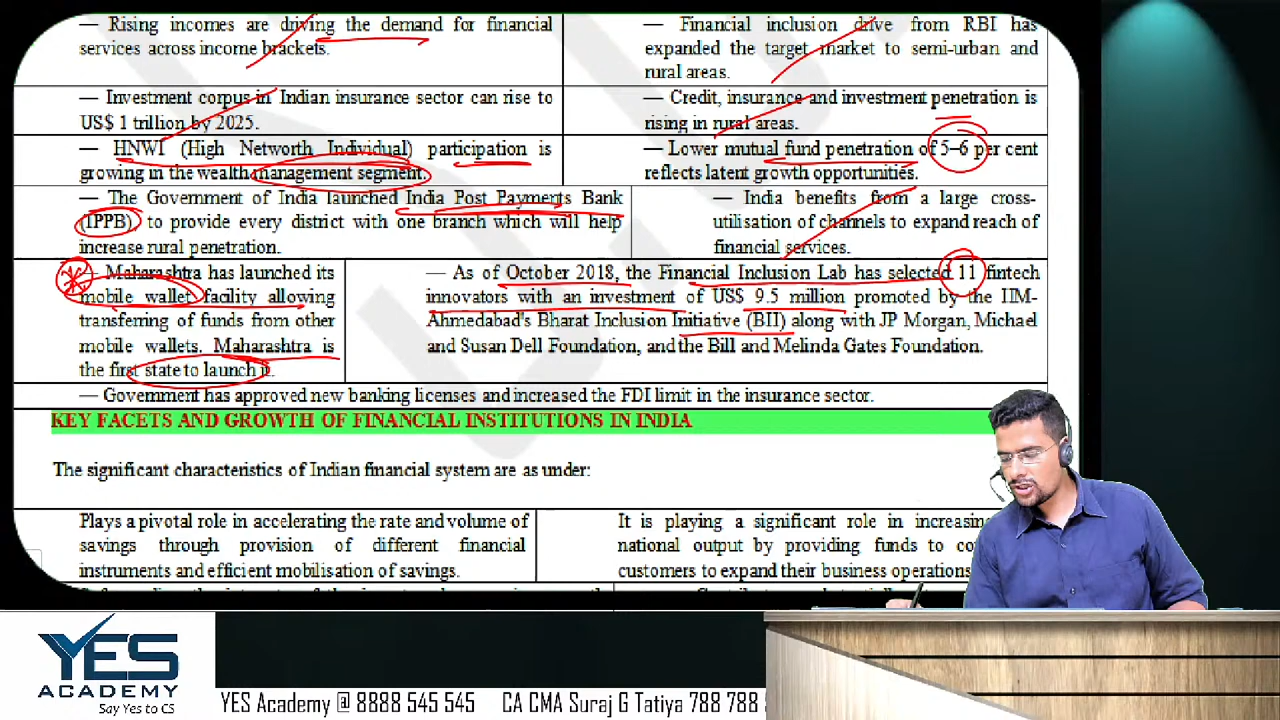 — Rising incomes are driving the demand for financial
services across income brackets.
— Financial inclusion drive from RBI has
expanded the target market to semi-urban and
rural areas.
— Investment corpus in Indian insurance sector can rise to
US$ 1 trillion by 2025.
— Credit, insurance and investment penetration is
rising in rural areas.
— HNWI (High Networth Individual) participation is
growing in the wealth management segment.
— Lower mutual fund penetration of 5–6 per cent
reflects latent growth opportunities.
— The Government of India launched India Post Payments Bank
(IPPB), to provide every district with one branch which will help
increase rural penetration.
— India benefits from a large cross-
utilisation of channels to expand reach of
financial services.
— Maharashtra has launched its
mobile wallet facility allowing
transferring of funds from other
mobile wallets. Maharashtra is
the first state to launch it.
— As of October 2018, the Financial Inclusion Lab has selected 11 fintech
innovators with an investment of US$ 9.5 million promoted by the IIM-
Ahmedabad's Bharat Inclusion Initiative (BII) along with JP Morgan, Michael
and Susan Dell Foundation, and the Bill and Melinda Gates Foundation.
— Government has approved new banking licenses and increased the FDI limit in the insurance sector.
KEY FACETS AND GROWTH OF FINANCIAL INSTITUTIONS IN INDIA
The significant characteristics of Indian financial system are as under:
Plays a pivotal role in accelerating the rate and volume of
savings through provision of different financial
instruments and efficient mobilisation of savings.
It is playing a significant role in increasing
national output by providing funds to
customers to expand their business operations
YES
ACADEMY
Say Yes to CS
YES Academy @ 8888 545 545 CA CMA Suraj G Tatiya 788 788